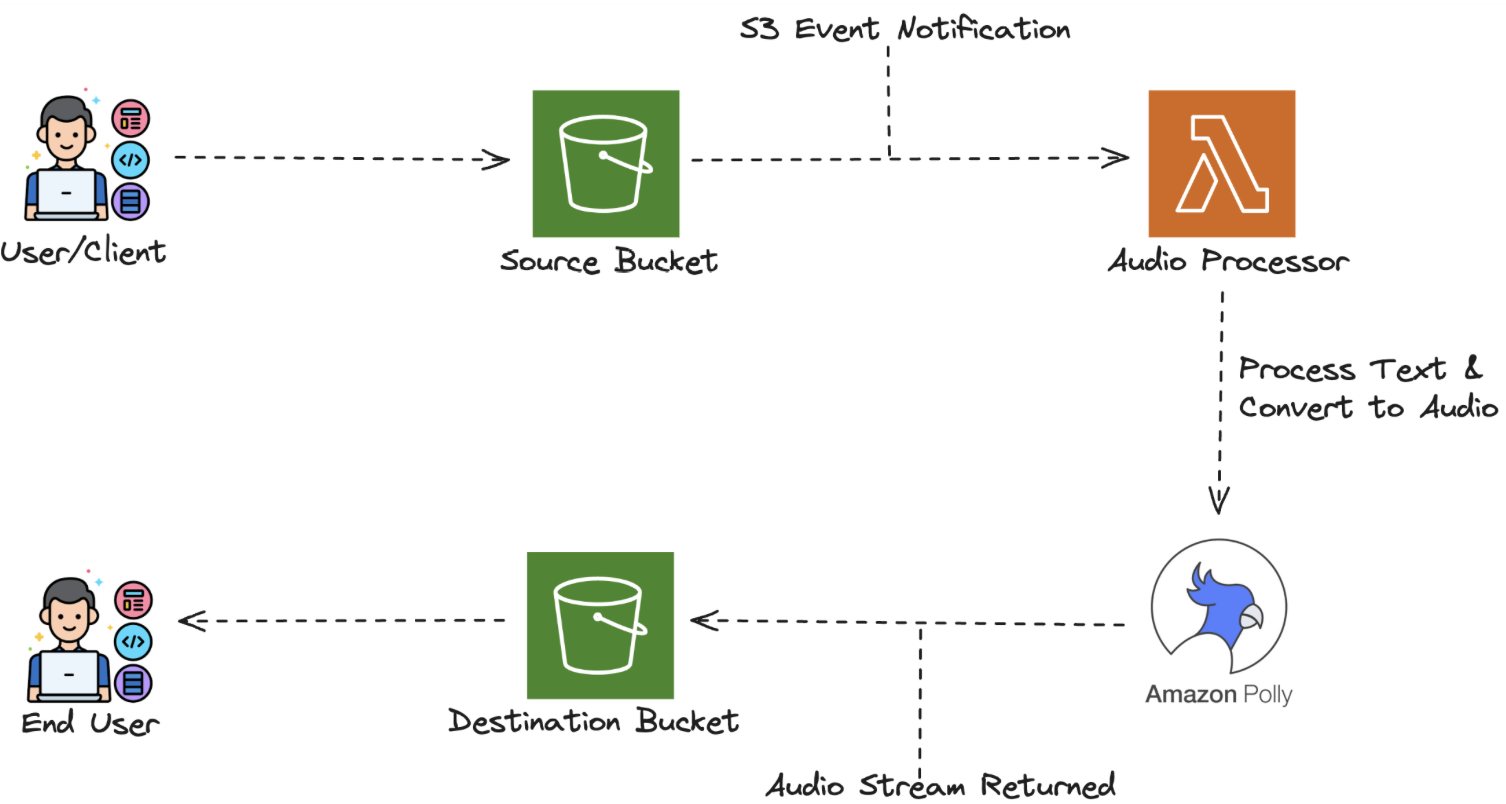 S3 Event Notification
User/Client
Source Bucket
Audio Processor
Process Text &
Convert to Audio
Amazon Polly
End User
Destination Bucket
Audio Stream Returned